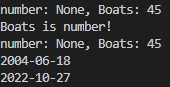 number: None, Boats: 45
Boats is number!
number: None, Boats: 45
2004-06-18
2022-10-27